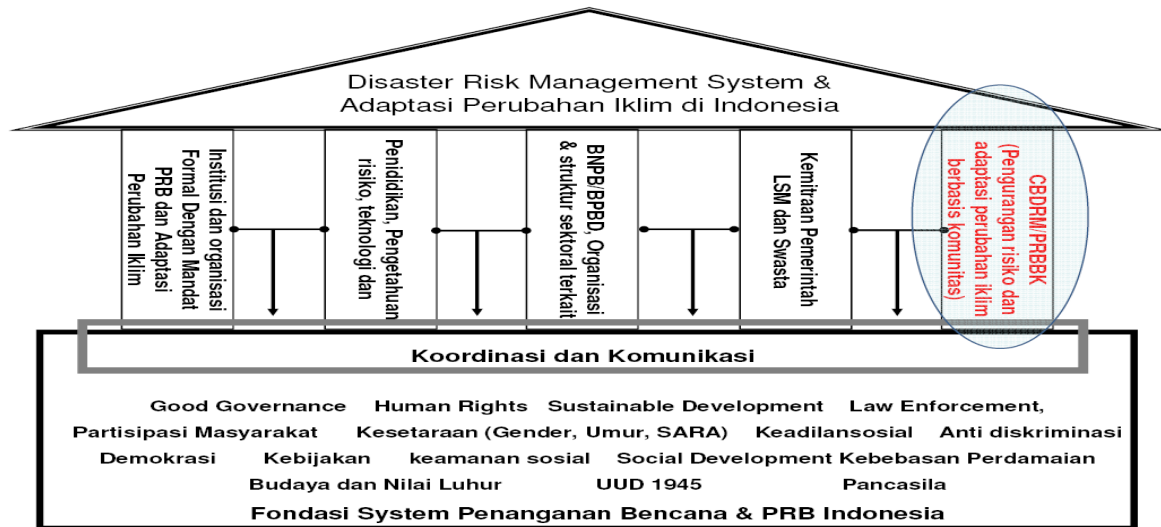 Disaster Risk Management System &
Adaptasi Perubahan Iklim di Indonesia
Institusi dan organisasi
Formal Dengan Mandat
PRB dan Adaptasi
Perubahan Iklim
Penididikan, Pengetahuan
risiko, teknologi dan
BNPB/BPBD, Organisasi
& struktur sektoral terkait
Kemitraan Pemerintah
LSM dan Swasta
CBDRM/PRBBK
(Pengurangan risiko dan
adaptasi perubahan iklim
berbasis komunitas)
Koordinasi dan Komunikasi
Good Governance Human Rights Sustainable Development Law Enforcement,
Partisipasi Masyarakat Kesetaraan (Gender, Umur, SARA) Keadilansosial Anti diskriminasi
Demokrasi Kebijakan keamanan sosial Social Development Kebebasan Perdamaian
Budaya dan Nilai Luhur UUD 1945 Pancasila
Fondasi System Penanganan Bencana & PRB Indonesia